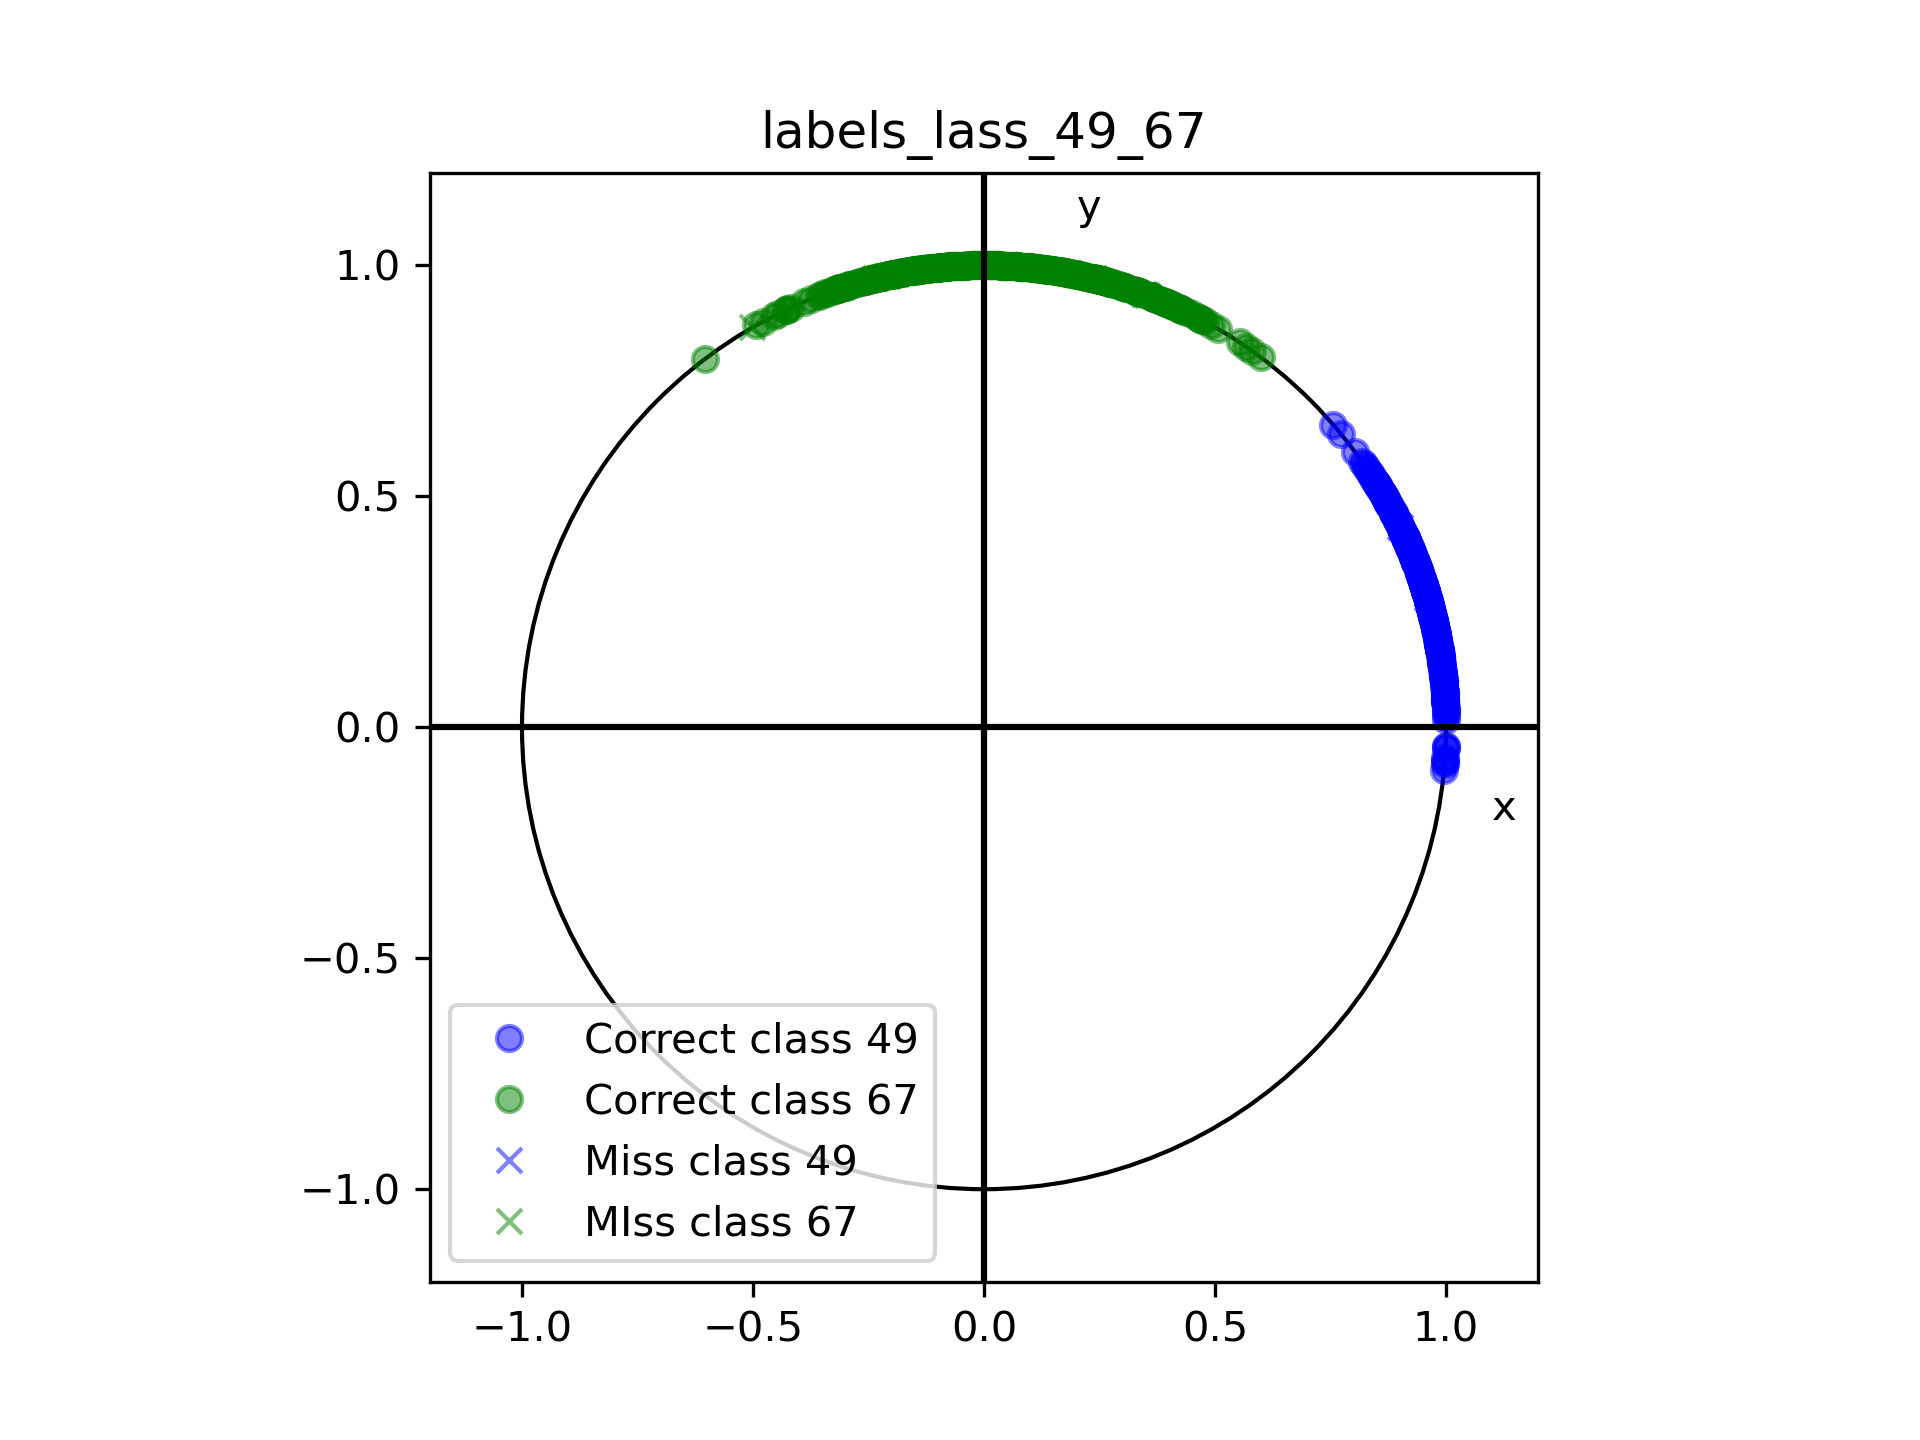 labels_lass_49_67
y
1.0
0.5
0.0
−0.5
−1.0
x
Correct class 49
Correct class 67
Miss class 49
MIss class 67
−1.0 −0.5 0.0 0.5 1.0